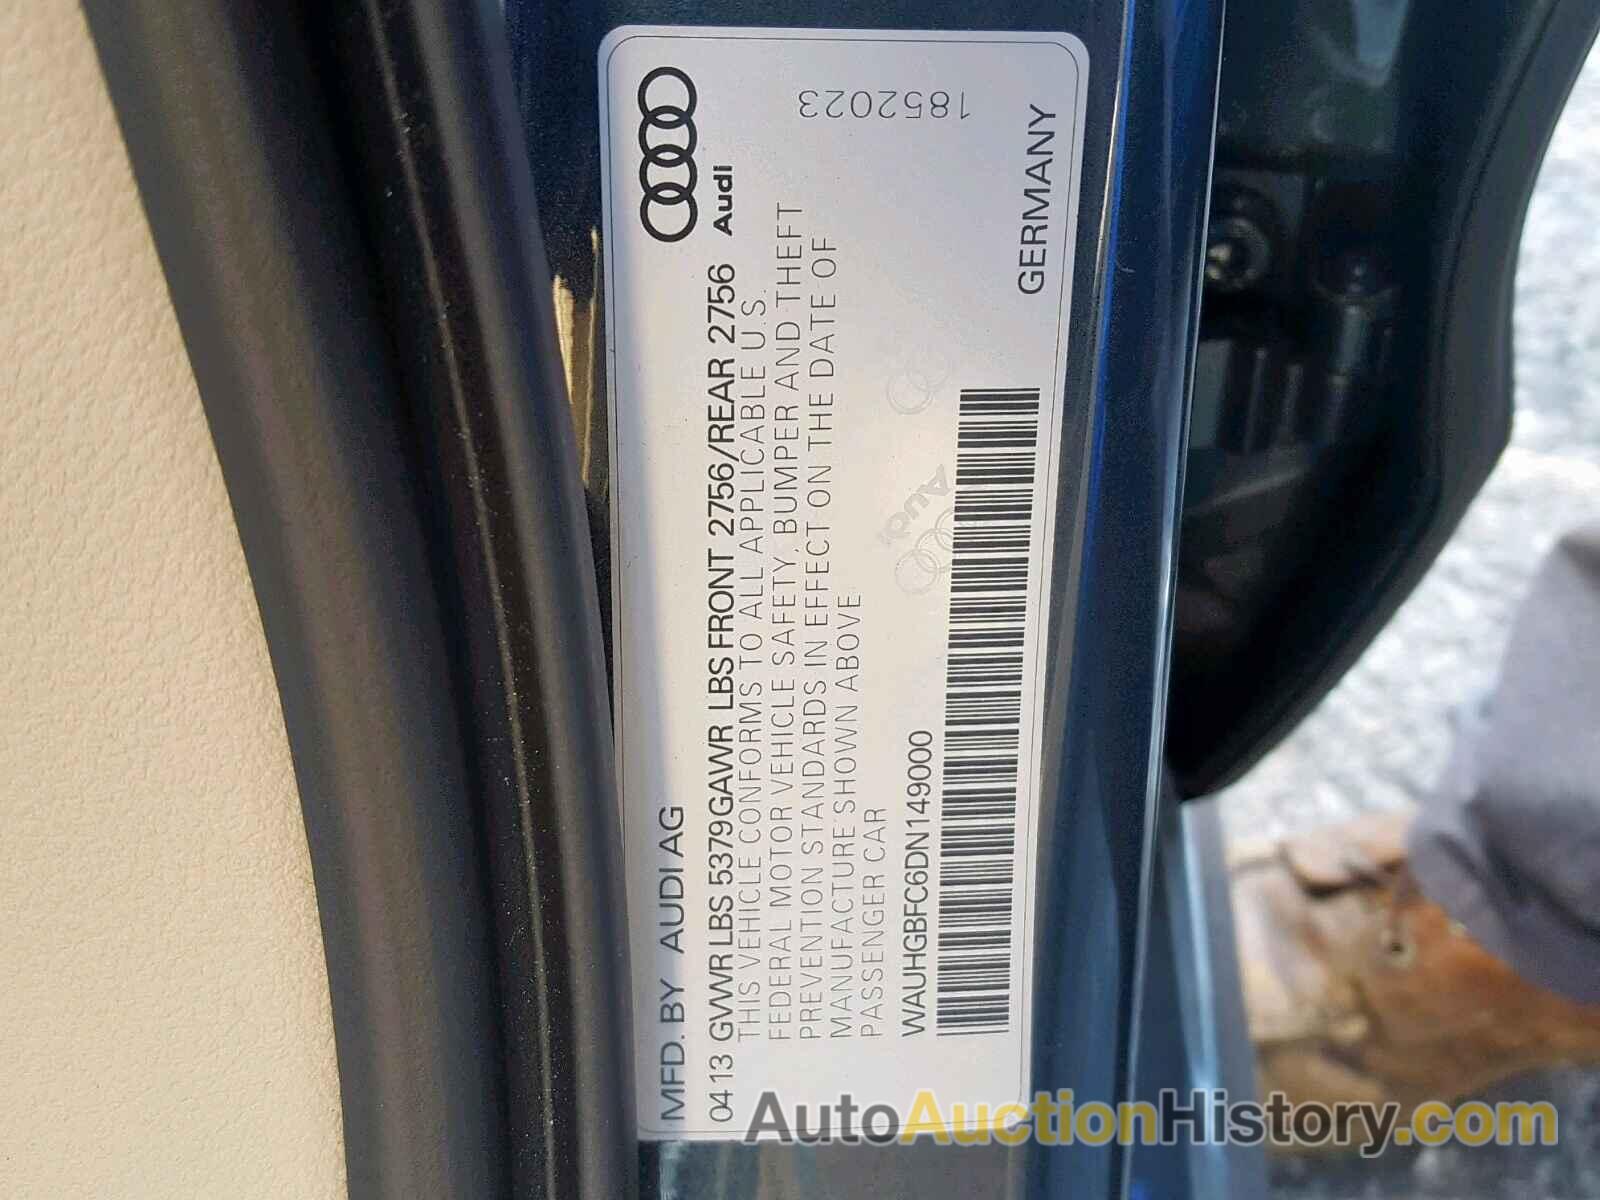 MFD. BY AUDI AG
04 13 GVWR LBS 5379 GAWR LBS FRONT 2756/REAR 2756
Audi
THIS VEHICLE CONFORMS TO ALL APPLICABLE U.S.
FEDERAL MOTOR VEHICLE SAFETY, BUMPER AND THEFT
PREVENTION STANDARDS IN EFFECT ON THE DATE OF
MANUFACTURE SHOWN ABOVE
PASSENGER CAR
1852023
WAUHGBFC6DN149000
Audi
GERMANY
AutoAuctionHistory.com